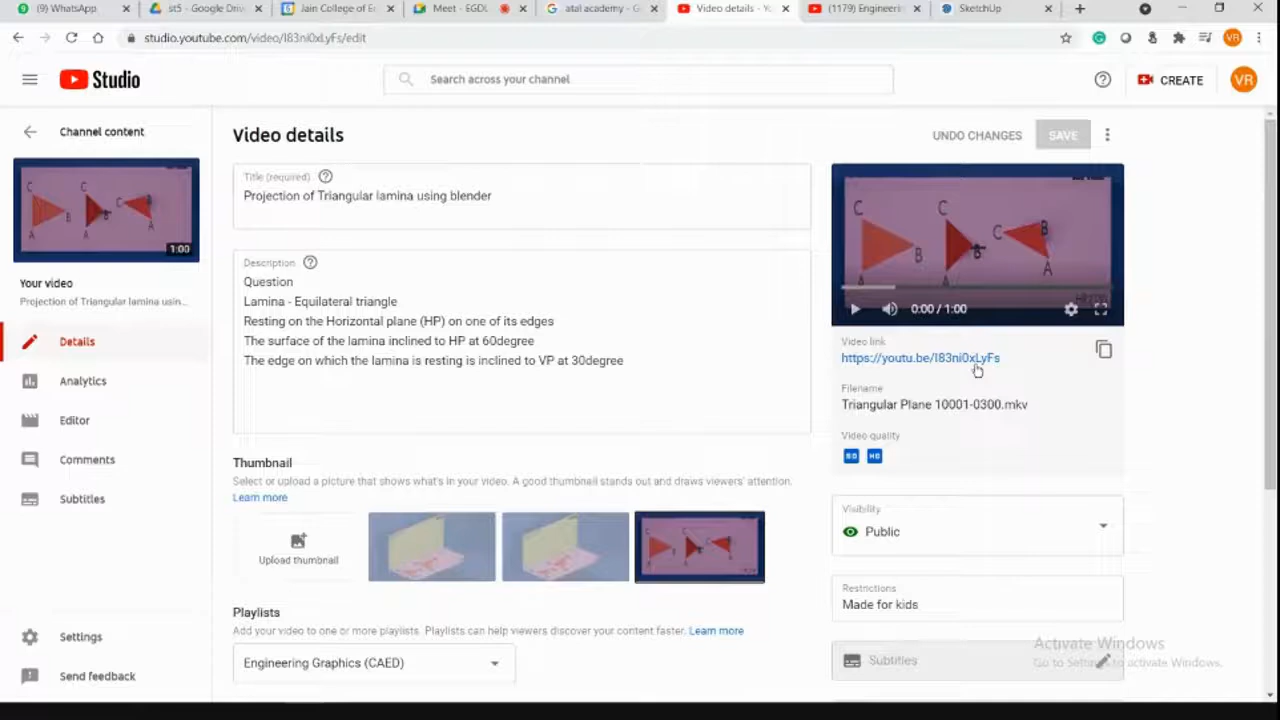 (9) WhatsApp
st5 - Google Driv
Jain College of E
Meet - EGDL
atal academy - G
Video details - Yo
(1179) Engineeri
SketchUp
studio.youtube.com/video/I83ni0xLyFs/edit
VR
Studio
Search across your channel
CREATE
VR
Channel content
1:00
Your video
Projection of Triangular lamina usin...
Details
Analytics
Editor
Comments
Subtitles
Settings
Send feedback
Video details
UNDO CHANGES
SAVE
Title (required)
Projection of Triangular lamina using blender
Description
Question
Lamina - Equilateral triangle
Resting on the Horizontal plane (HP) on one of its edges
The surface of the lamina inclined to HP at 60degree
The edge on which the lamina is resting is inclined to VP at 30degree
Thumbnail
Select or upload a picture that shows what's in your video. A good thumbnail stands out and draws viewers' attention.
Learn more
Upload thumbnail
Playlists
Add your video to one or more playlists. Playlists can help viewers discover your content faster. Learn more
Engineering Graphics (CAED)
C C C B
B B
A A A
0:00 / 1:00
Video link
https://youtu.be/I83ni0xLyFs
Filename
Triangular Plane 10001-0300.mkv
Video quality
SD HD
Visibility
Public
Restrictions
Made for kids
Subtitles
Activate Windows
Go to Settings to activate Windows.